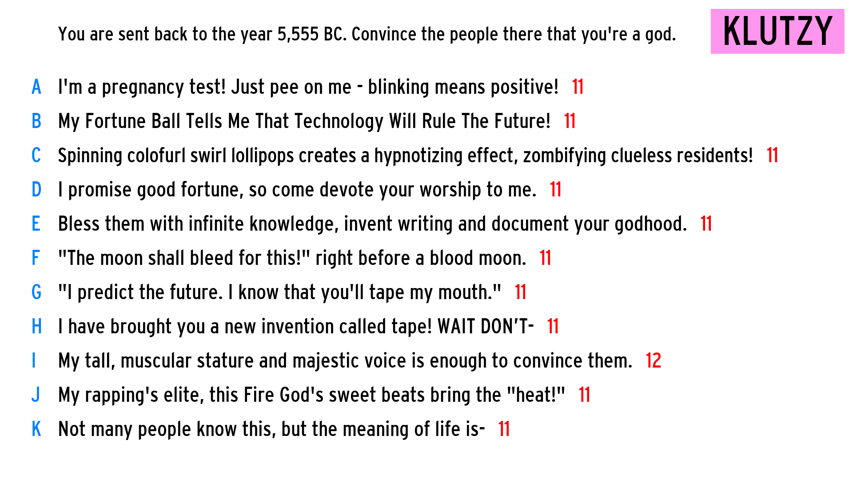 You are sent back to the year 5,555 BC. Convince the people there that you're a god.
KLUTZY
A I'm a pregnancy test! Just pee on me - blinking means positive! 11
B My Fortune Ball Tells Me That Technology Will Rule The Future! 11
C Spinning colofurl swirl lollipops creates a hypnotizing effect, zombifying clueless residents! 11
D I promise good fortune, so come devote your worship to me. 11
E Bless them with infinite knowledge, invent writing and document your godhood. 11
F "The moon shall bleed for this!" right before a blood moon. 11
G "I predict the future. I know that you'll tape my mouth." 11
H I have brought you a new invention called tape! WAIT DON'T- 11
I My tall, muscular stature and majestic voice is enough to convince them. 12
J My rapping's elite, this Fire God's sweet beats bring the "heat!" 11
K Not many people know this, but the meaning of life is- 11